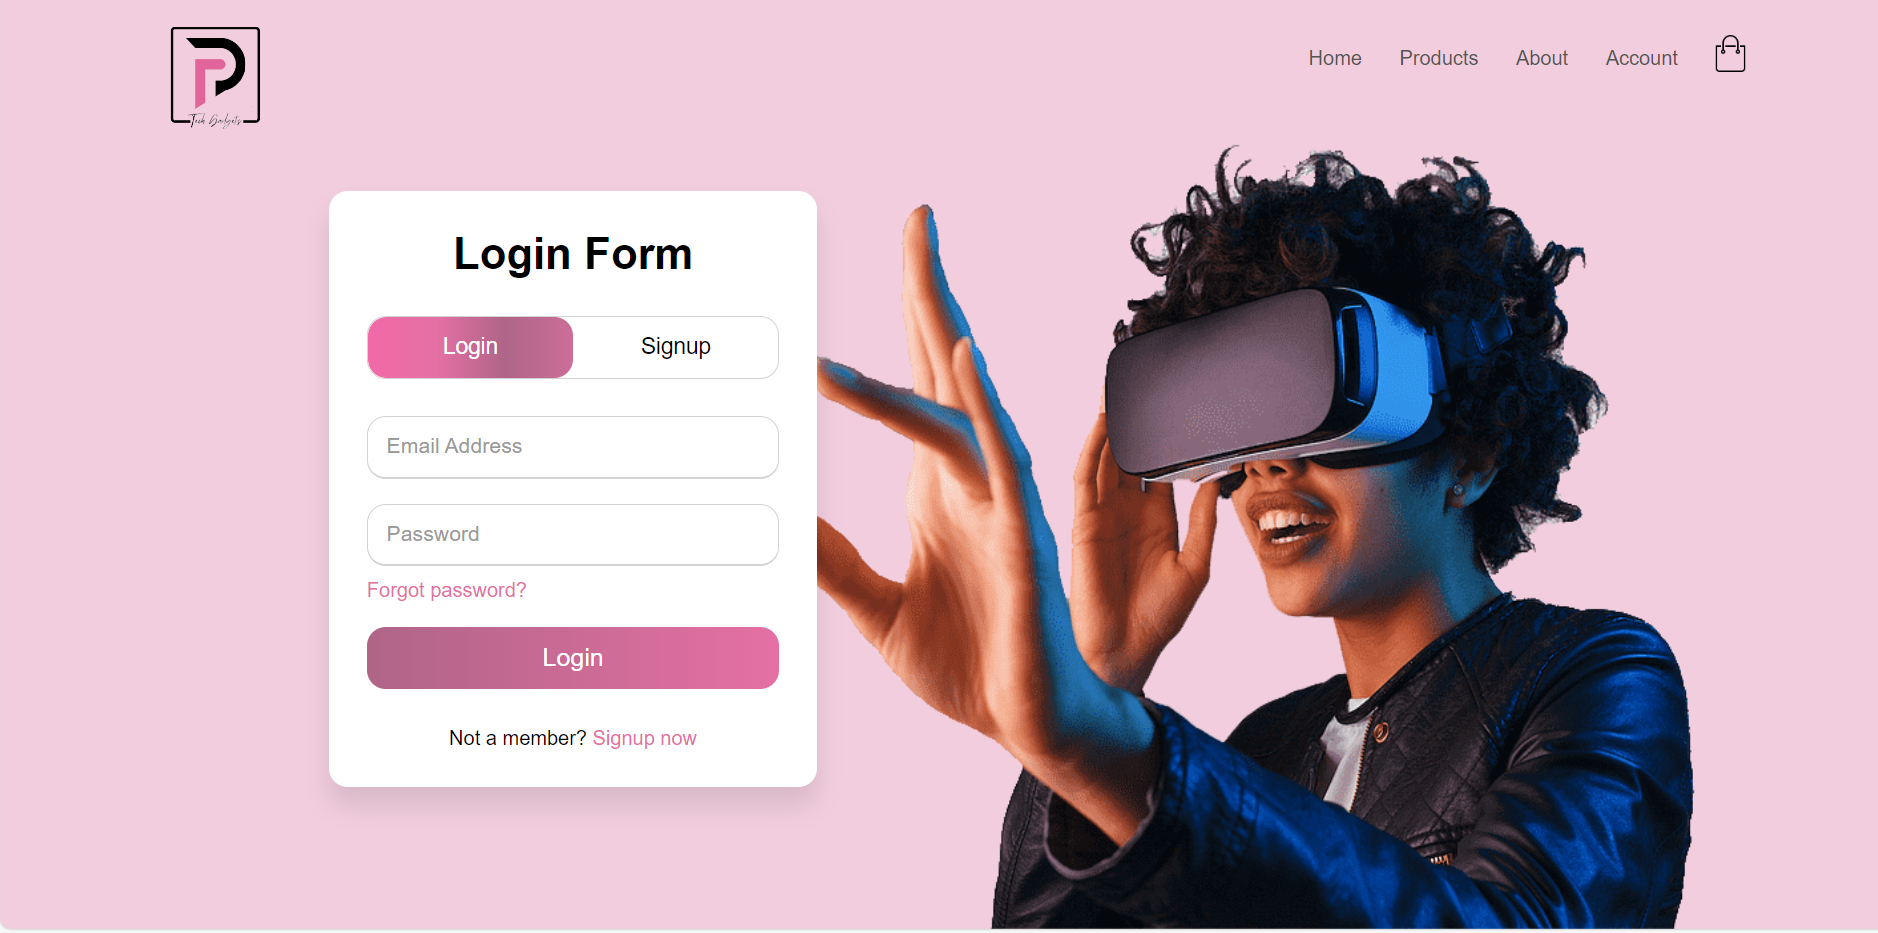 Tech Gadgets
Home Products About Account
Login Form
Login Signup
Email Address
Password
Forgot password?
Login
Not a member? Signup now